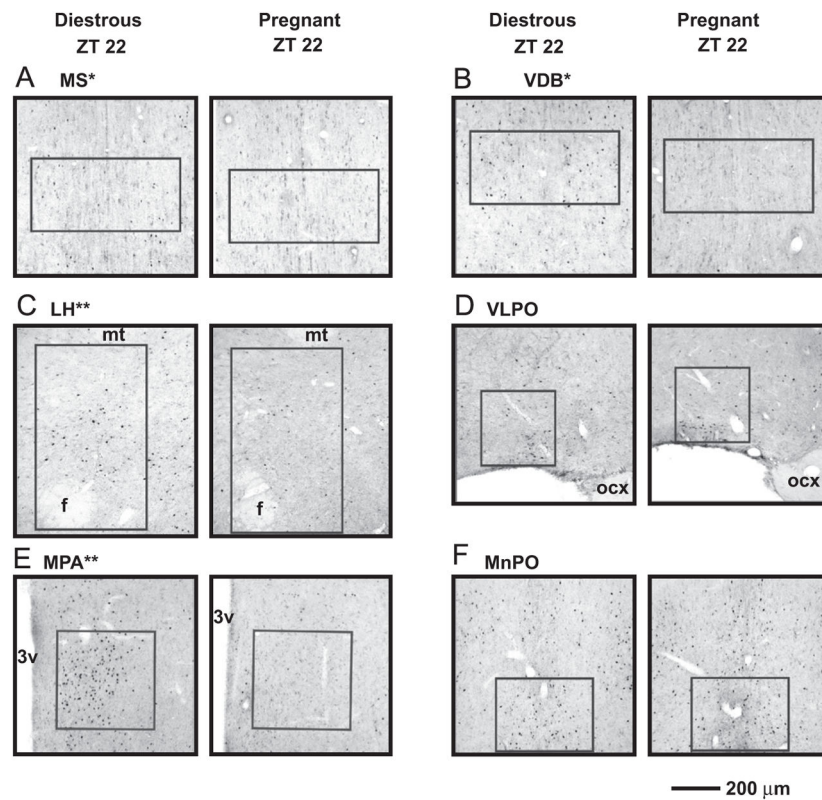 Diestrous Pregnant Diestrous Pregnant
ZT 22 ZT 22 ZT 22 ZT 22
A MS* B VDB*
C LH** D VLPO
mt mt
f f ocx ocx
E MPA** F MnPO
3v 3v
200 µm